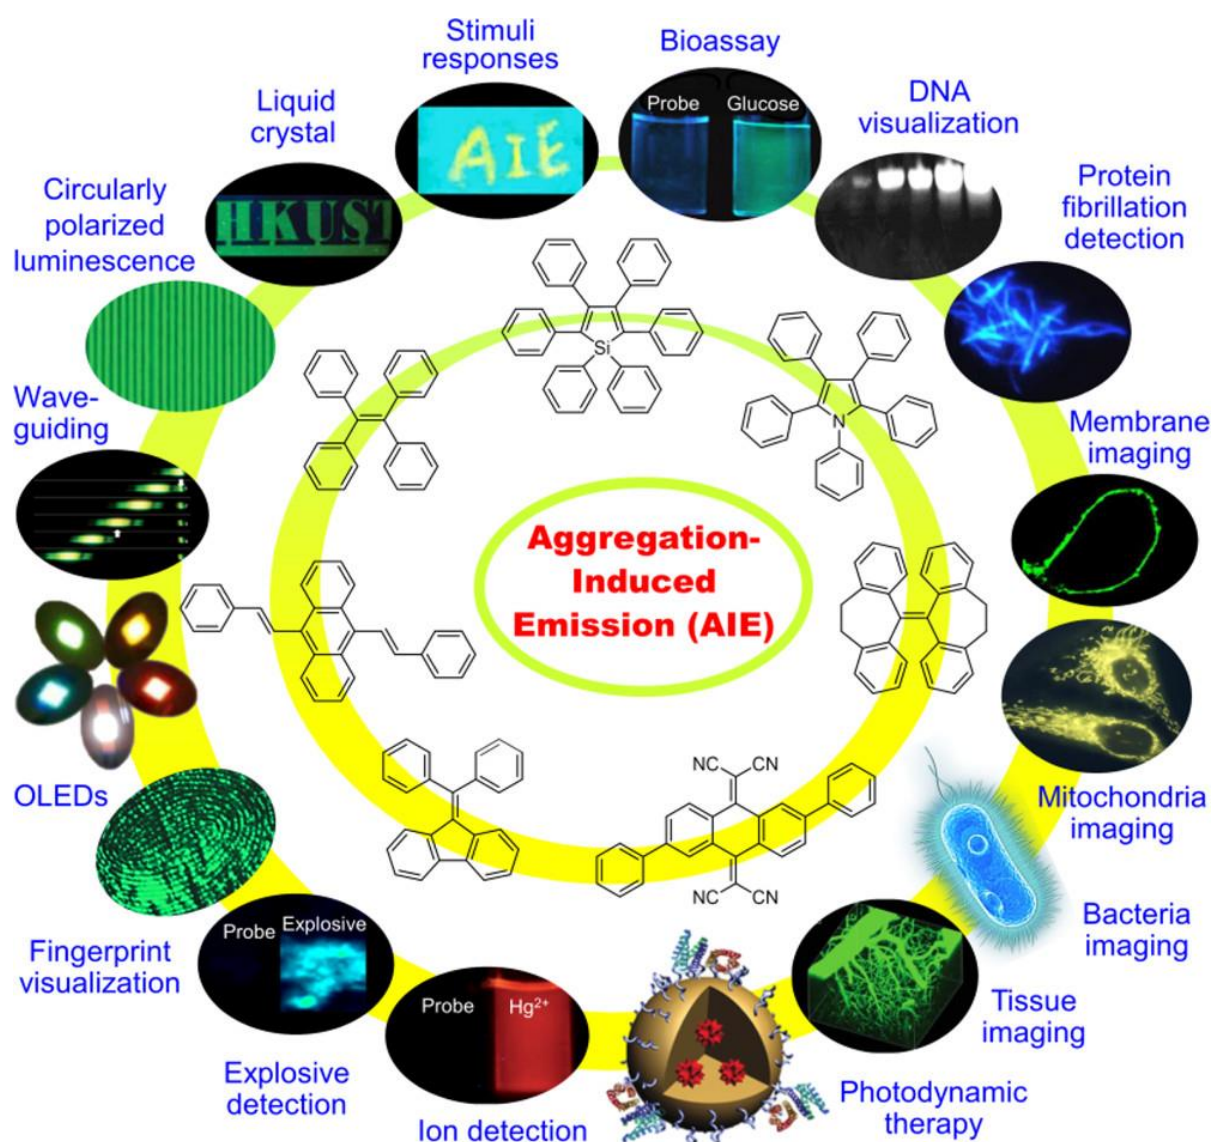 Stimuli
responses
Bioassay
Probe
Glucose
DNA
visualization
Liquid
crystal
AIE
Protein
fibrillation
detection
Circularly
polarized
luminescence
HKUST
Si
N
Wave-
guiding
Membrane
imaging
Aggregation-
Induced
Emission (AIE)
OLEDs
NC
CN
NC
CN
Mitochondria
imaging
Bacteria
imaging
Fingerprint
visualization
Probe
Explosive
Explosive
detection
Probe
Hg²⁺
Ion detection
Tissue
imaging
Photodynamic
therapy